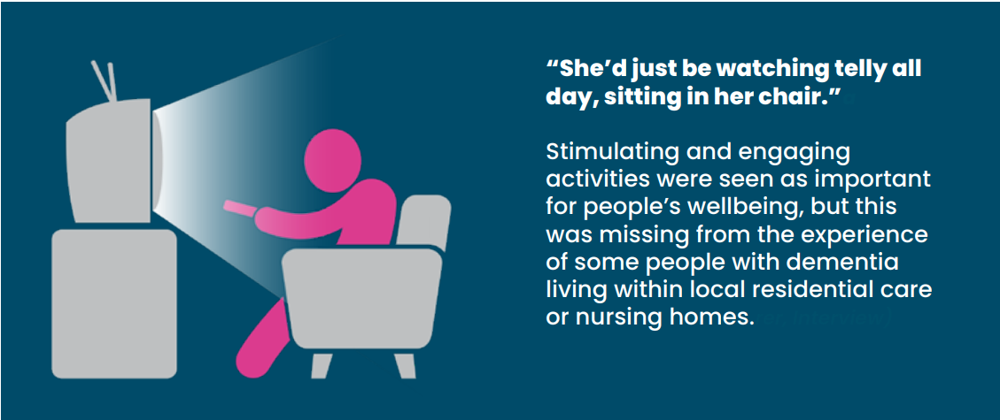 “She’d just be watching telly all
day, sitting in her chair.”
Stimulating and engaging
activities were seen as important
for people’s wellbeing, but this
was missing from the experience
of some people with dementia
living within local residential care
or nursing homes.
interview)